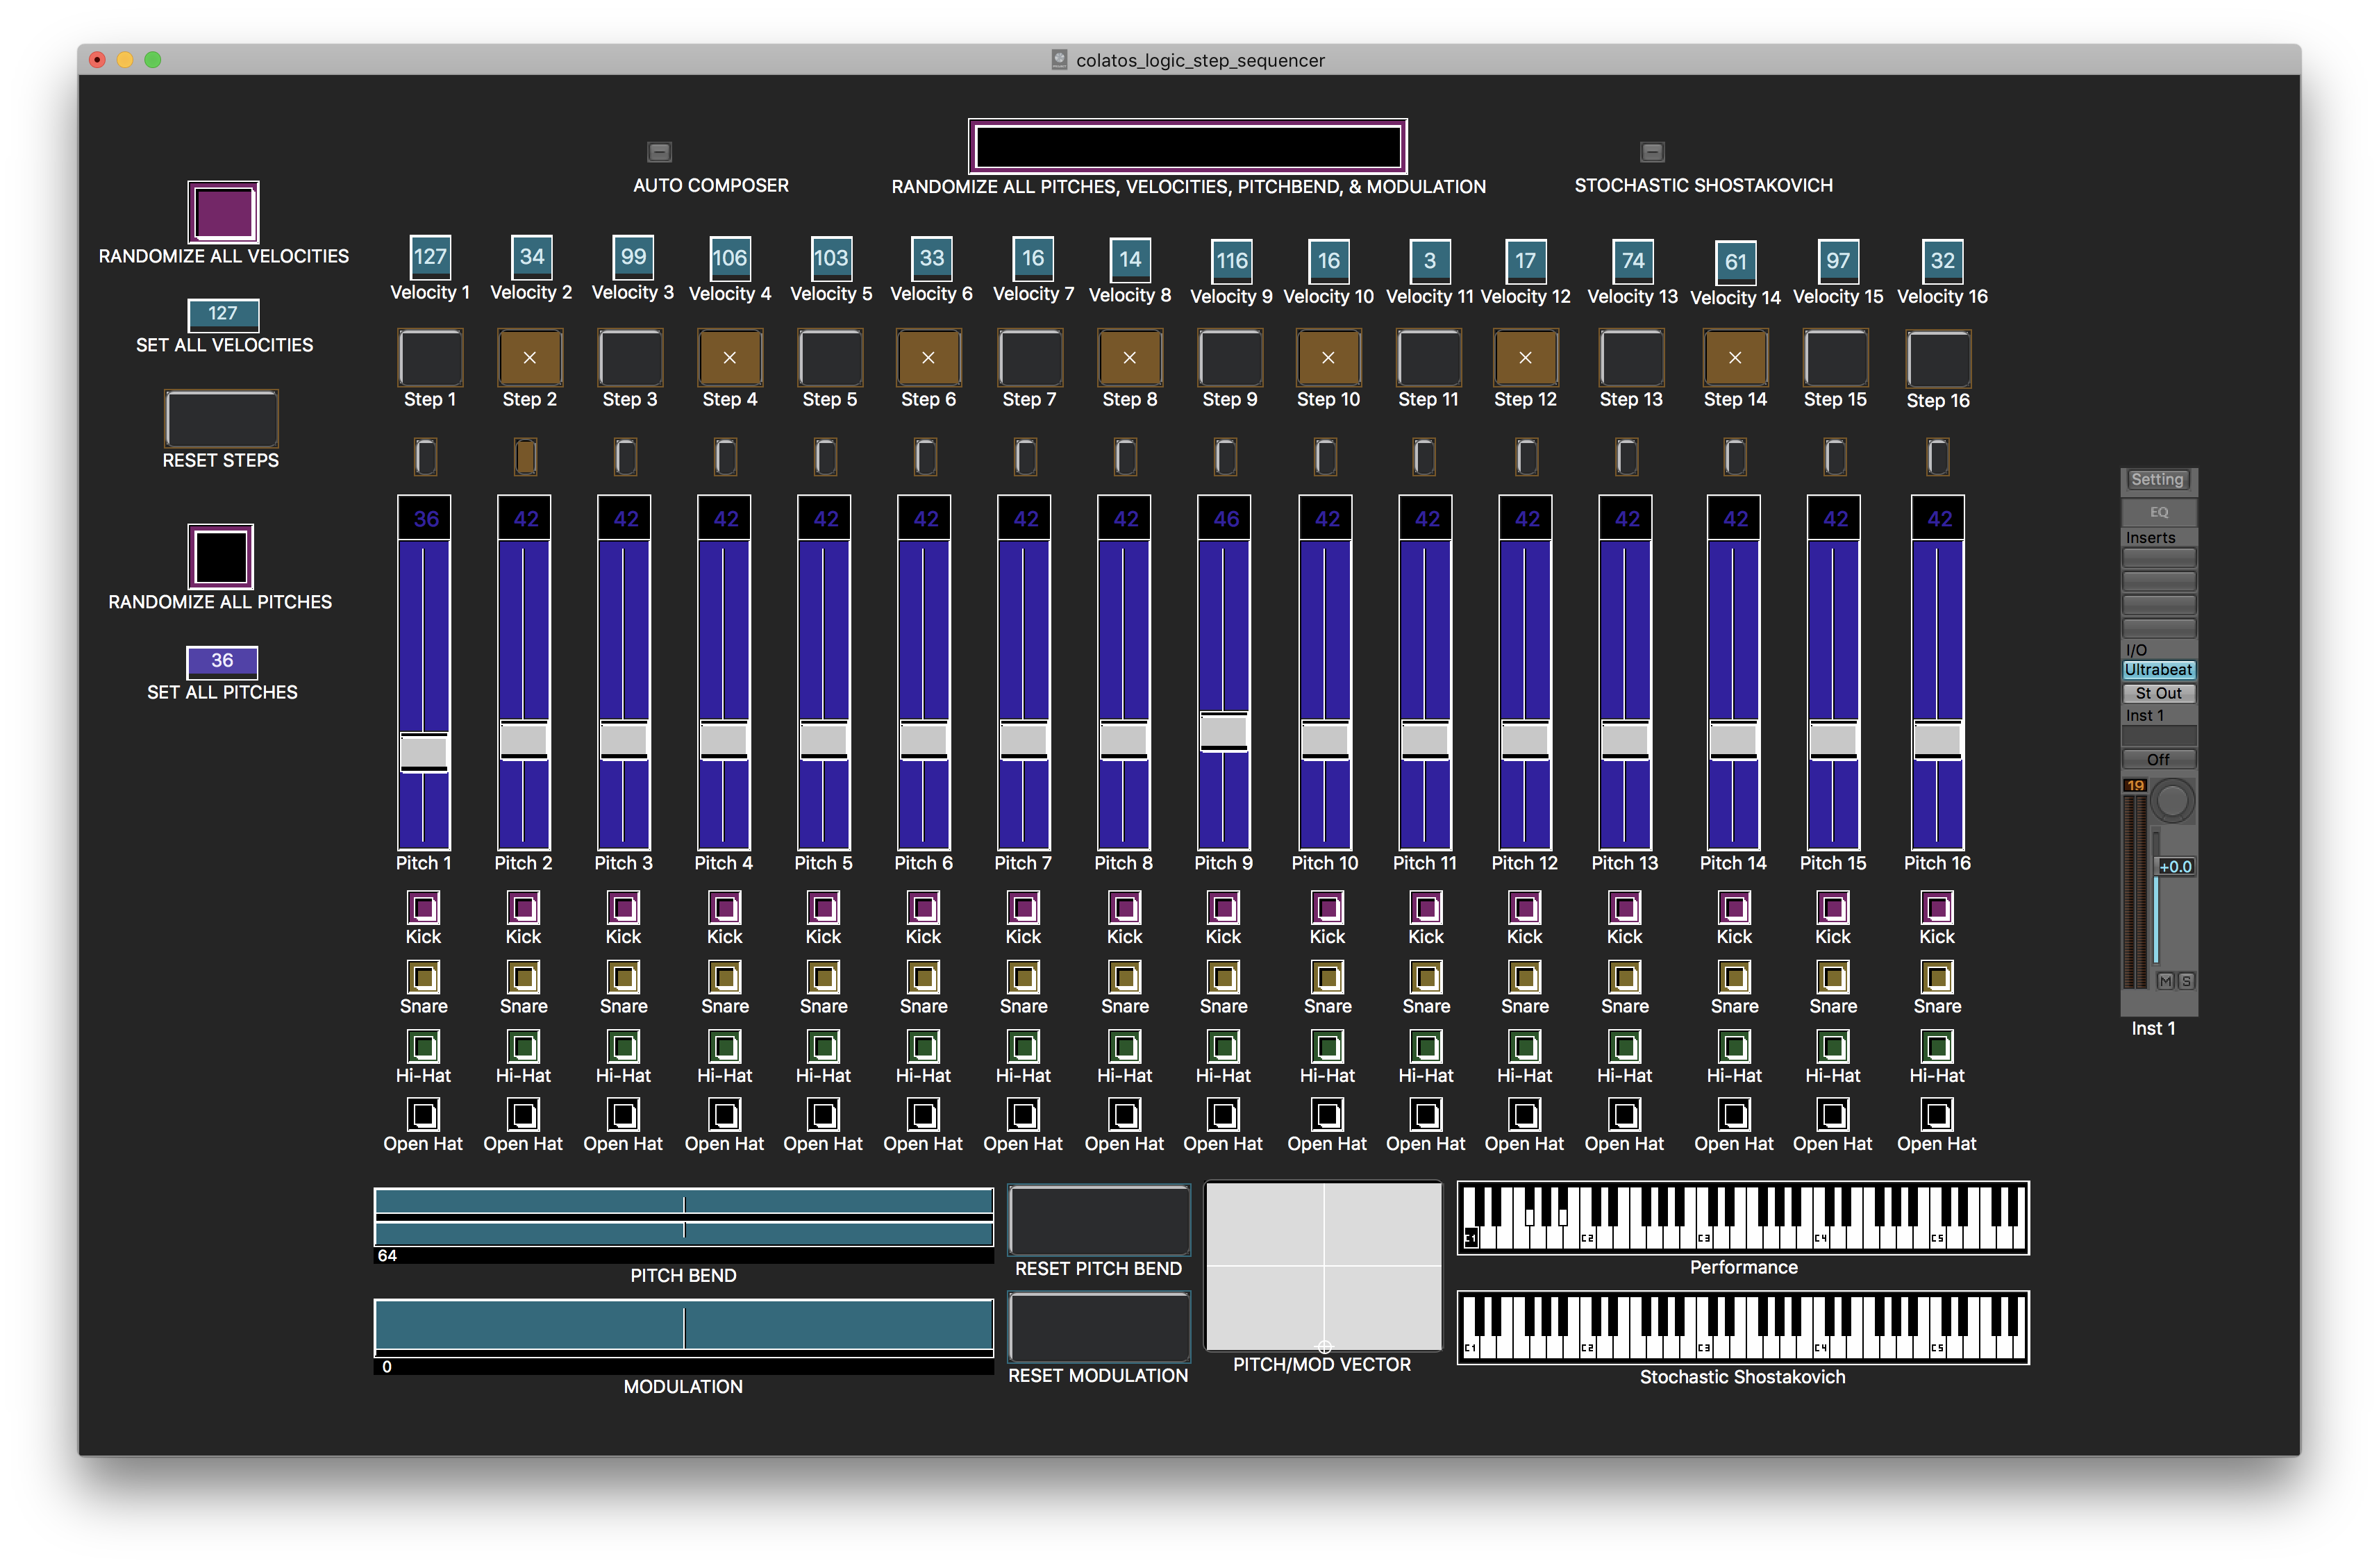 colatos_logic_step_sequencer
AUTO COMPOSER
RANDOMIZE ALL PITCHES, VELOCITIES, PITCHBEND, & MODULATION
STOCHASTIC SHOSTAKOVICH
RANDOMIZE ALL VELOCITIES
127
SET ALL VELOCITIES
RESET STEPS
RANDOMIZE ALL PITCHES
36
SET ALL PITCHES
127 34 99 106 103 33 16 14 116 16 3 17 74 61 97 32
Velocity 1 Velocity 2 Velocity 3 Velocity 4 Velocity 5 Velocity 6 Velocity 7 Velocity 8 Velocity 9 Velocity 10 Velocity 11 Velocity 12 Velocity 13 Velocity 14 Velocity 15 Velocity 16
Step 1 Step 2 Step 3 Step 4 Step 5 Step 6 Step 7 Step 8 Step 9 Step 10 Step 11 Step 12 Step 13 Step 14 Step 15 Step 16
36 42 42 42 42 42 42 42 46 42 42 42 42 42 42 42
Pitch 1 Pitch 2 Pitch 3 Pitch 4 Pitch 5 Pitch 6 Pitch 7 Pitch 8 Pitch 9 Pitch 10 Pitch 11 Pitch 12 Pitch 13 Pitch 14 Pitch 15 Pitch 16
Kick Kick Kick Kick Kick Kick Kick Kick Kick Kick Kick Kick Kick Kick Kick Kick
Snare Snare Snare Snare Snare Snare Snare Snare Snare Snare Snare Snare Snare Snare Snare Snare
Hi-Hat Hi-Hat Hi-Hat Hi-Hat Hi-Hat Hi-Hat Hi-Hat Hi-Hat Hi-Hat Hi-Hat Hi-Hat Hi-Hat Hi-Hat Hi-Hat Hi-Hat Hi-Hat
Open Hat Open Hat Open Hat Open Hat Open Hat Open Hat Open Hat Open Hat Open Hat Open Hat Open Hat Open Hat Open Hat Open Hat Open Hat Open Hat
64
PITCH BEND
0
MODULATION
RESET PITCH BEND
RESET MODULATION
PITCH/MOD VECTOR
C1 C2 C3 C4 C5
Performance
C1 C2 C3 C4 C5
Stochastic Shostakovich
Setting
EQ
Inserts
I/O
Ultrabeat
St Out
Inst 1
Off
19
+0.0
M S
Inst 1